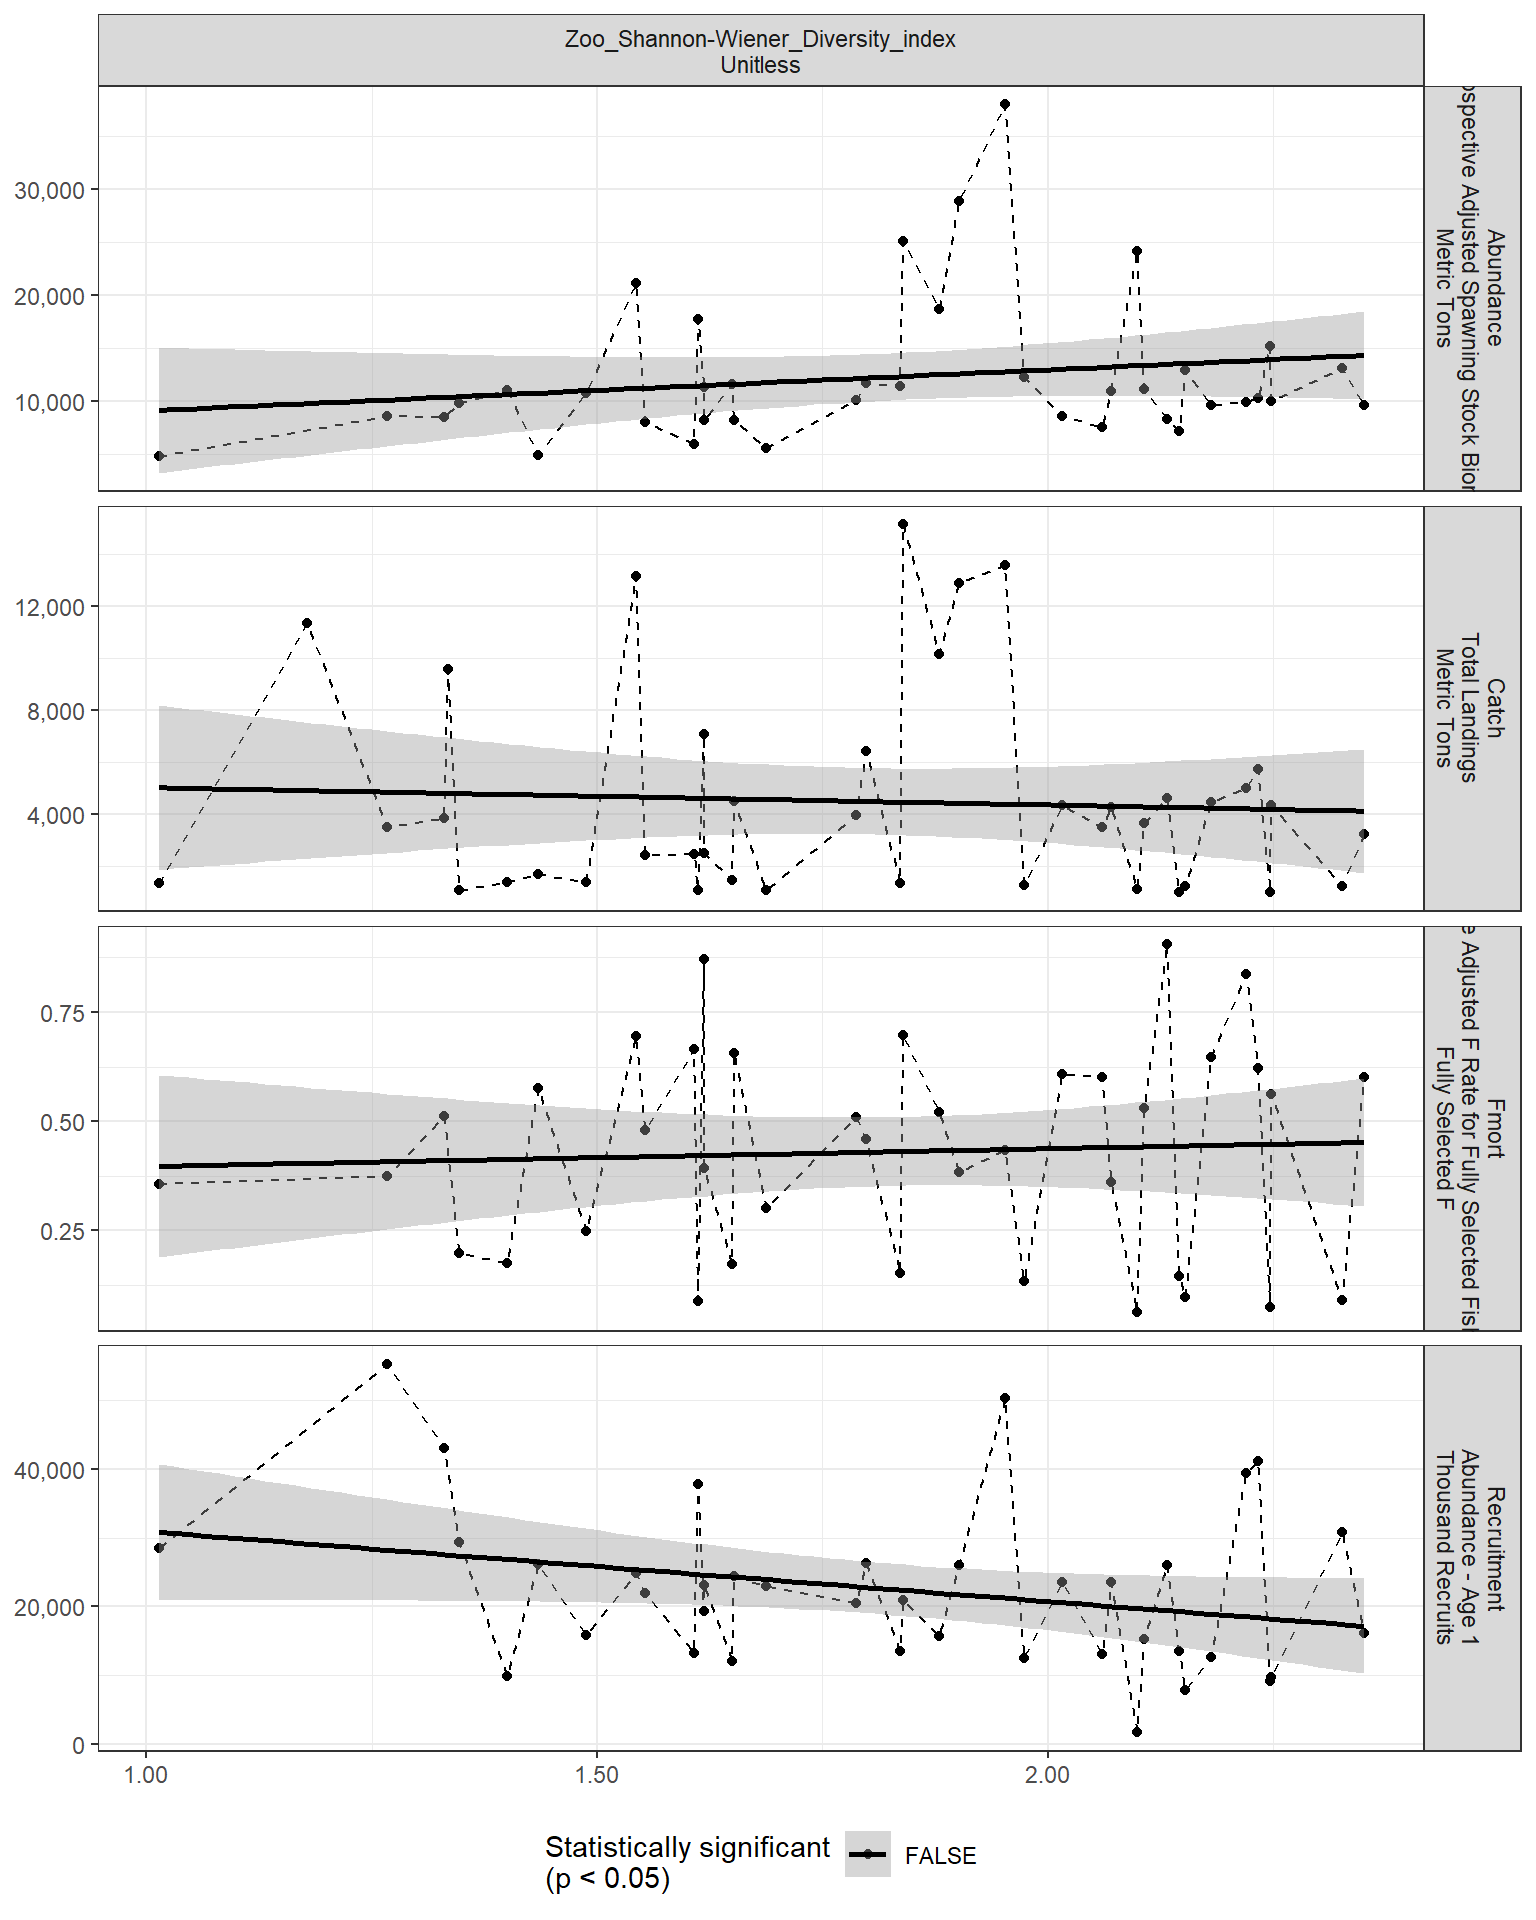 Zoo_Shannon-Wiener_Diversity_index
Unitless
30,000
20,000
10,000
Abundance
Adjusted Spawning Stock
Metric Tons
12,000
8,000
4,000
Catch
Total Landings
Metric Tons
0.75
0.50
0.25
Fmort
Adjusted F Rate for Fully Selected
Fully Selected F
40,000
20,000
0
Recruitment
Abundance - Age 1
Thousand Recruits
1.00
1.50
2.00
Statistically significant
(p < 0.05)
FALSE